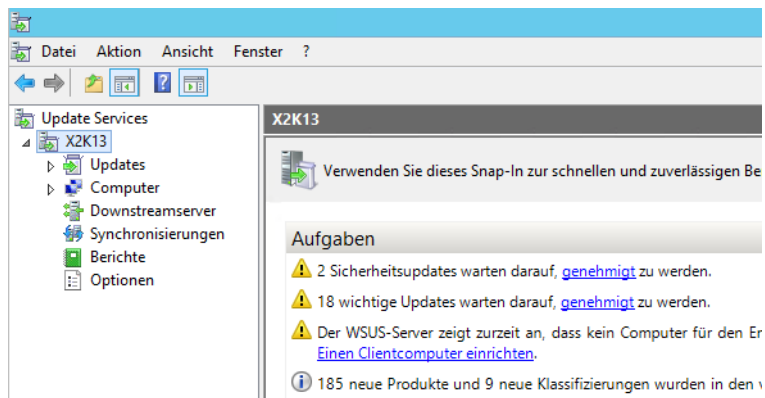 Datei Aktion Ansicht Fenster ?
Update Services
X2K13
Updates
Computer
Downstreamserver
Synchronisierungen
Berichte
Optionen
X2K13
Verwenden Sie dieses Snap-In zur schnellen und zuverlässigen Be
Aufgaben
2 Sicherheitsupdates warten darauf, genehmigt zu werden.
18 wichtige Updates warten darauf, genehmigt zu werden.
Der WSUS-Server zeigt zurzeit an, dass kein Computer für den Er
Einen Clientcomputer einrichten.
185 neue Produkte und 9 neue Klassifizierungen wurden in den v